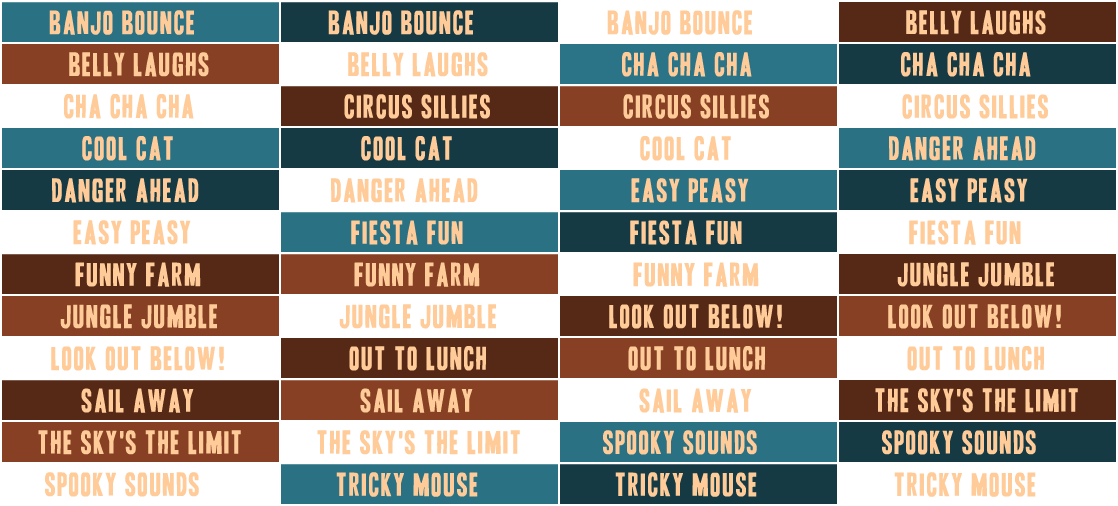 BANJO BOUNCE BANJO BOUNCE BANJO BOUNCE BELLY LAUGHS
BELLY LAUGHS BELLY LAUGHS CHA CHA CHA CHA CHA CHA
CHA CHA CHA CIRCUS SILLIES CIRCUS SILLIES CIRCUS SILLIES
COOL CAT COOL CAT COOL CAT DANGER AHEAD
DANGER AHEAD DANGER AHEAD EASY PEASY EASY PEASY
EASY PEASY FIESTA FUN FIESTA FUN FIESTA FUN
FUNNY FARM FUNNY FARM FUNNY FARM JUNGLE JUMBLE
JUNGLE JUMBLE JUNGLE JUMBLE LOOK OUT BELOW! LOOK OUT BELOW!
LOOK OUT BELOW! OUT TO LUNCH OUT TO LUNCH OUT TO LUNCH
SAIL AWAY SAIL AWAY SAIL AWAY THE SKY'S THE LIMIT
THE SKY'S THE LIMIT THE SKY'S THE LIMIT SPOOKY SOUNDS SPOOKY SOUNDS
SPOOKY SOUNDS TRICKY MOUSE TRICKY MOUSE TRICKY MOUSE